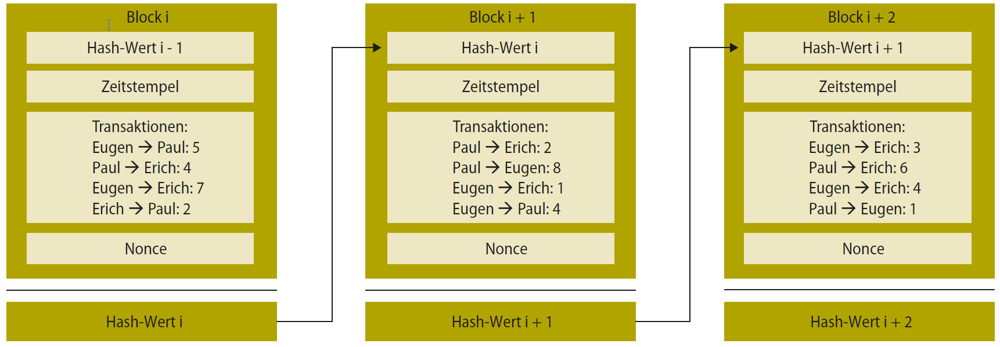 Block i
Hash-Wert i - 1
Zeitstempel
Transaktionen:
Eugen → Paul: 5
Paul → Erich: 4
Eugen → Erich: 7
Erich → Paul: 2
Nonce
Hash-Wert i
Block i + 1
Hash-Wert i
Zeitstempel
Transaktionen:
Paul → Erich: 2
Paul → Eugen: 8
Eugen → Erich: 1
Eugen → Paul: 4
Nonce
Hash-Wert i + 1
Block i + 2
Hash-Wert i + 1
Zeitstempel
Transaktionen:
Eugen → Erich: 3
Paul → Erich: 6
Eugen → Erich: 4
Paul → Eugen: 1
Nonce
Hash-Wert i + 2